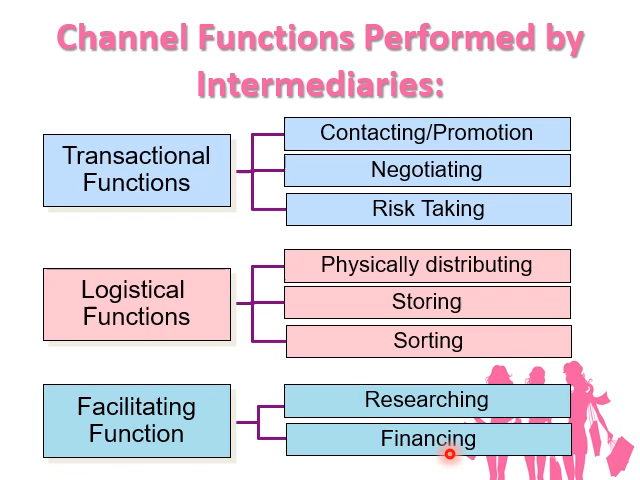 Channel Functions Performed by
Intermediaries:
Transactional
Functions
Contacting/Promotion
Negotiating
Risk Taking
Logistical
Functions
Physically distributing
Storing
Sorting
Facilitating
Function
Researching
Financing